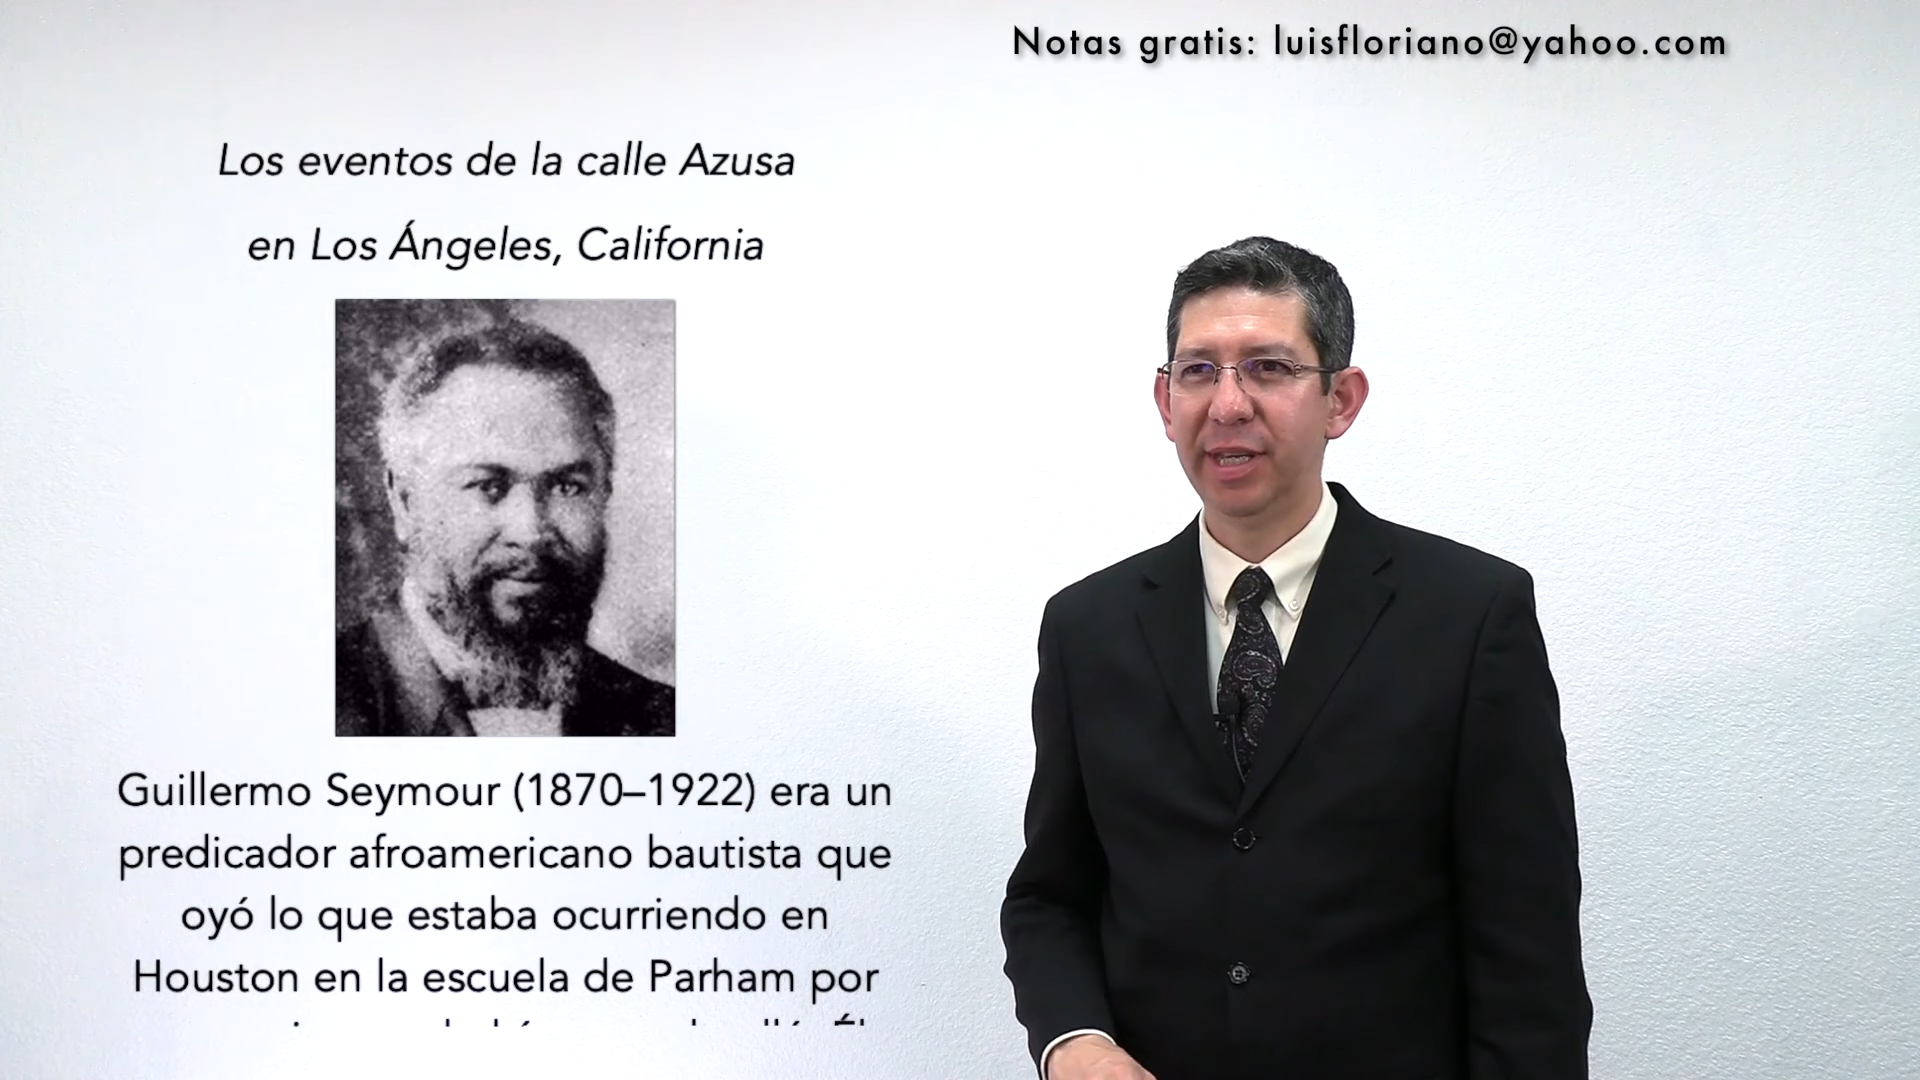 Notas gratis: luisfloriano@yahoo.com
Los eventos de la calle Azusa
en Los Ángeles, California
Guillermo Seymour (1870–1922) era un
predicador afroamericano bautista que
oyó lo que estaba ocurriendo en
Houston en la escuela de Parham por